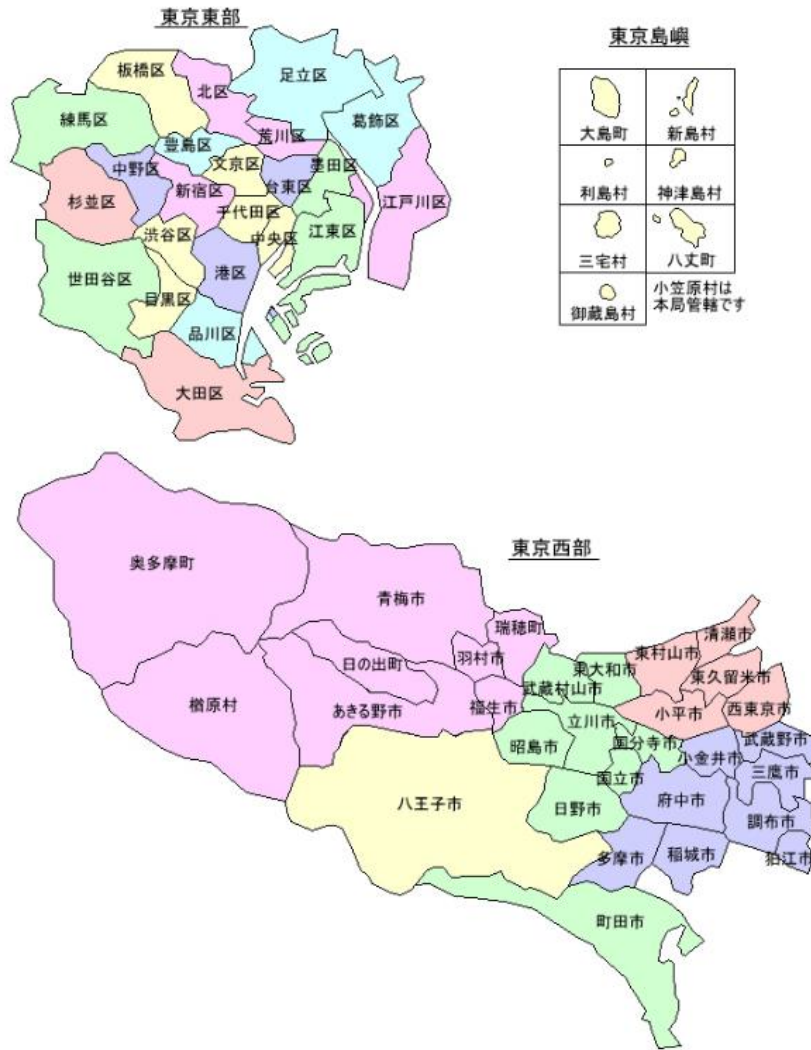 東京東部
東京島嶼
板橋区
北区
足立区
練馬区
葛飾区
荒川区
豊島区
文京区
墨田区
中野区
台東区
新宿区
江戸川区
杉並区
千代田区
江東区
渋谷区
中央区
世田谷区
港区
目黒区
品川区
大田区
大島町
新島村
利島村
神津島村
三宅村
八丈町
御蔵島村
小笠原村は
本局管轄です
東京西部
奥多摩町
青梅市
瑞穂町
清瀬市
東村山市
羽村市
日の出町
東大和市
東久留米市
武蔵村山市
檜原村
あきる野市
福生市
小平市
西東京市
立川市
昭島市
国分寺市
武蔵野市
小金井市
三鷹市
国立市
八王子市
日野市
府中市
調布市
多摩市
稲城市
狛江市
町田市